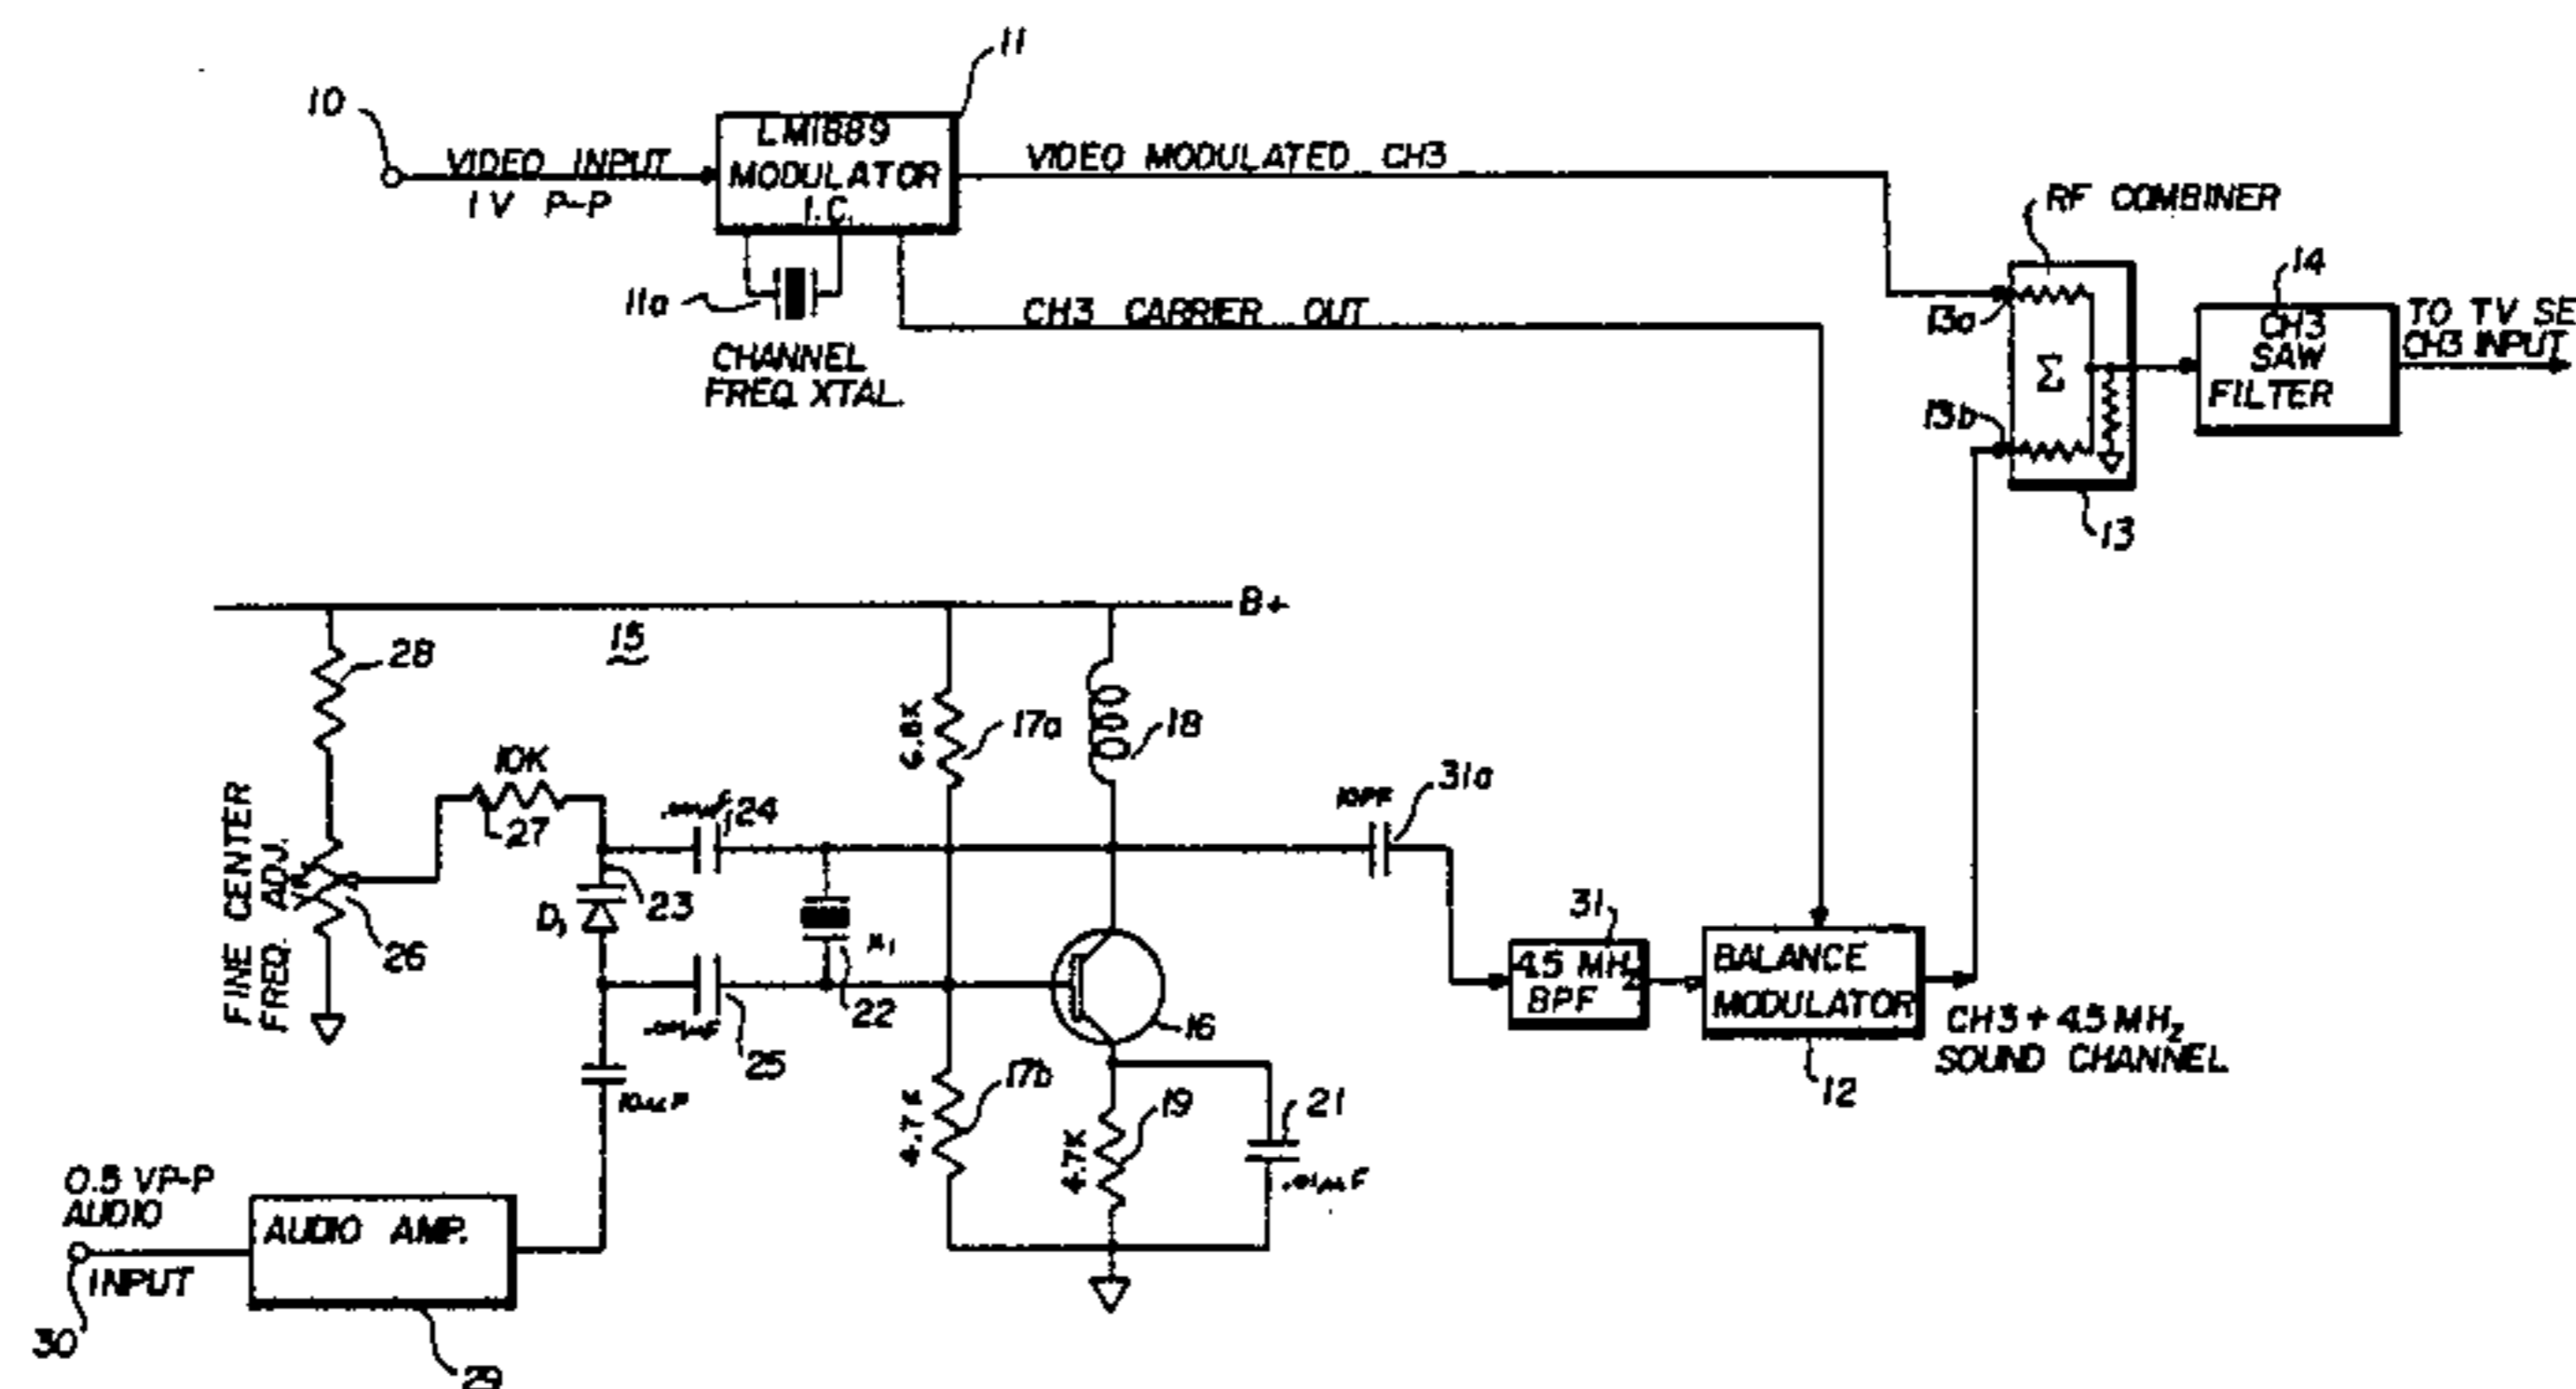 11
10
LM1889
VIDEO INPUT
MODULATOR
1 V P-P
I.C.
VIDEO MODULATED CH3
RF COMBINER
14
11a
CH3 CARRIER OUT
13a
CH3
SAW
FILTER
TO TV SE
CH3 INPUT
CHANNEL
FREQ. XTAL.
Σ
13b
13
B+
15
28
6.8K
17a
18
10K
27
24
10PF
31a
FINE CENTER
FREQ. ADJ.
26
D1
23
X1
22
25
16
31
4.5 MHz
BPF
BALANCE
MODULATOR
12
CH3 + 4.5 MHz
SOUND CHANNEL
10µF
4.7K
17b
4.7K
19
21
.01µF
0.5 VP-P
AUDIO
INPUT
30
AUDIO AMP.
29